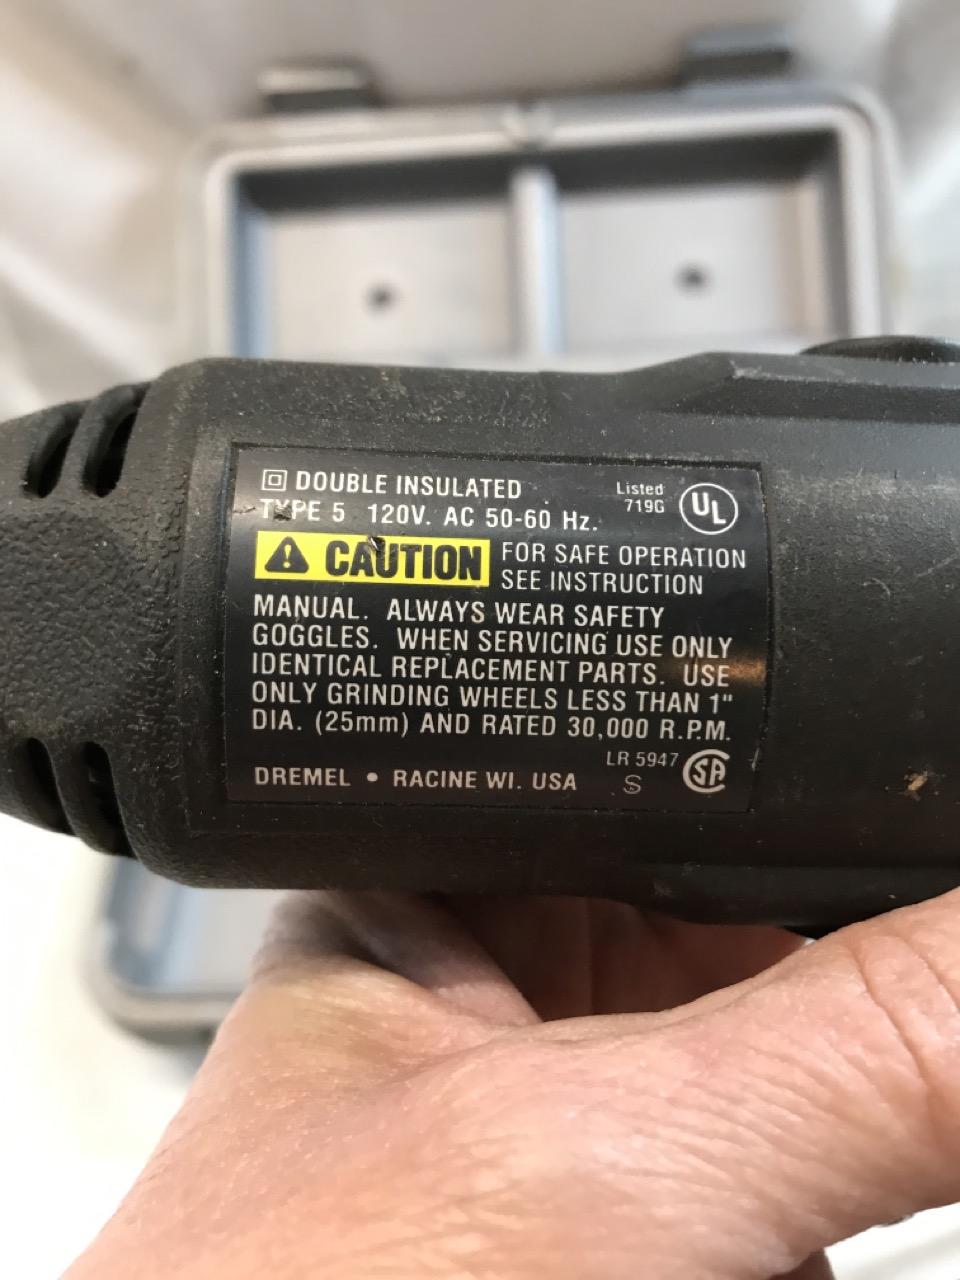 DOUBLE INSULATED
Listed
719G
UL
TYPE 5 120V. AC 50-60 Hz.
CAUTION FOR SAFE OPERATION
SEE INSTRUCTION
MANUAL. ALWAYS WEAR SAFETY
GOGGLES. WHEN SERVICING USE ONLY
IDENTICAL REPLACEMENT PARTS. USE
ONLY GRINDING WHEELS LESS THAN 1"
DIA. (25mm) AND RATED 30,000 R.P.M.
LR 5947 SA
DREMEL • RACINE WI. USA S